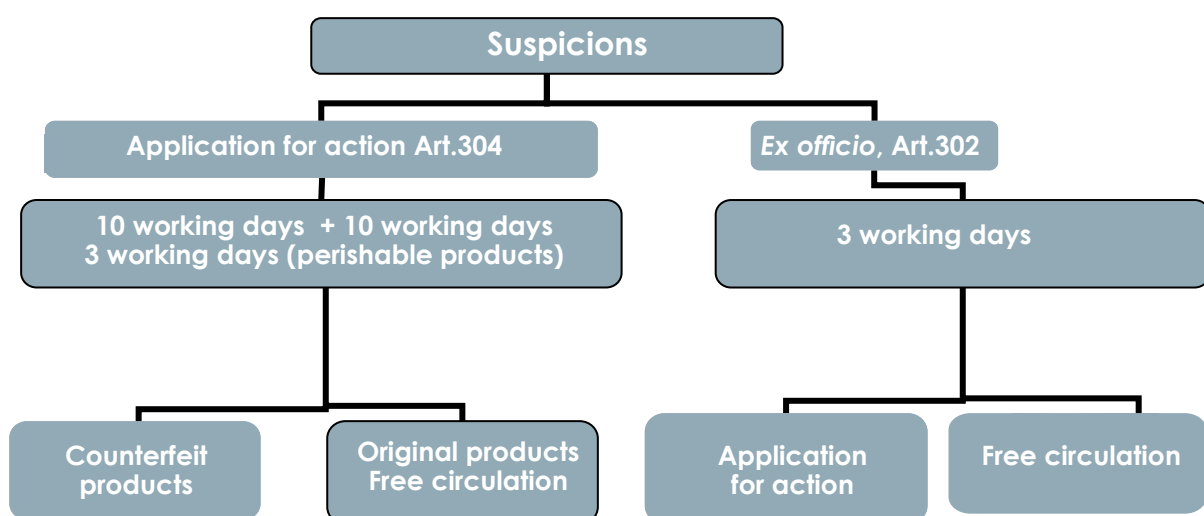 Suspicions
Application for action Art.304
Ex officio, Art.302
10 working days + 10 working days
3 working days (perishable products)
3 working days
Counterfeit
products
Original products
Free circulation
Application
for action
Free circulation